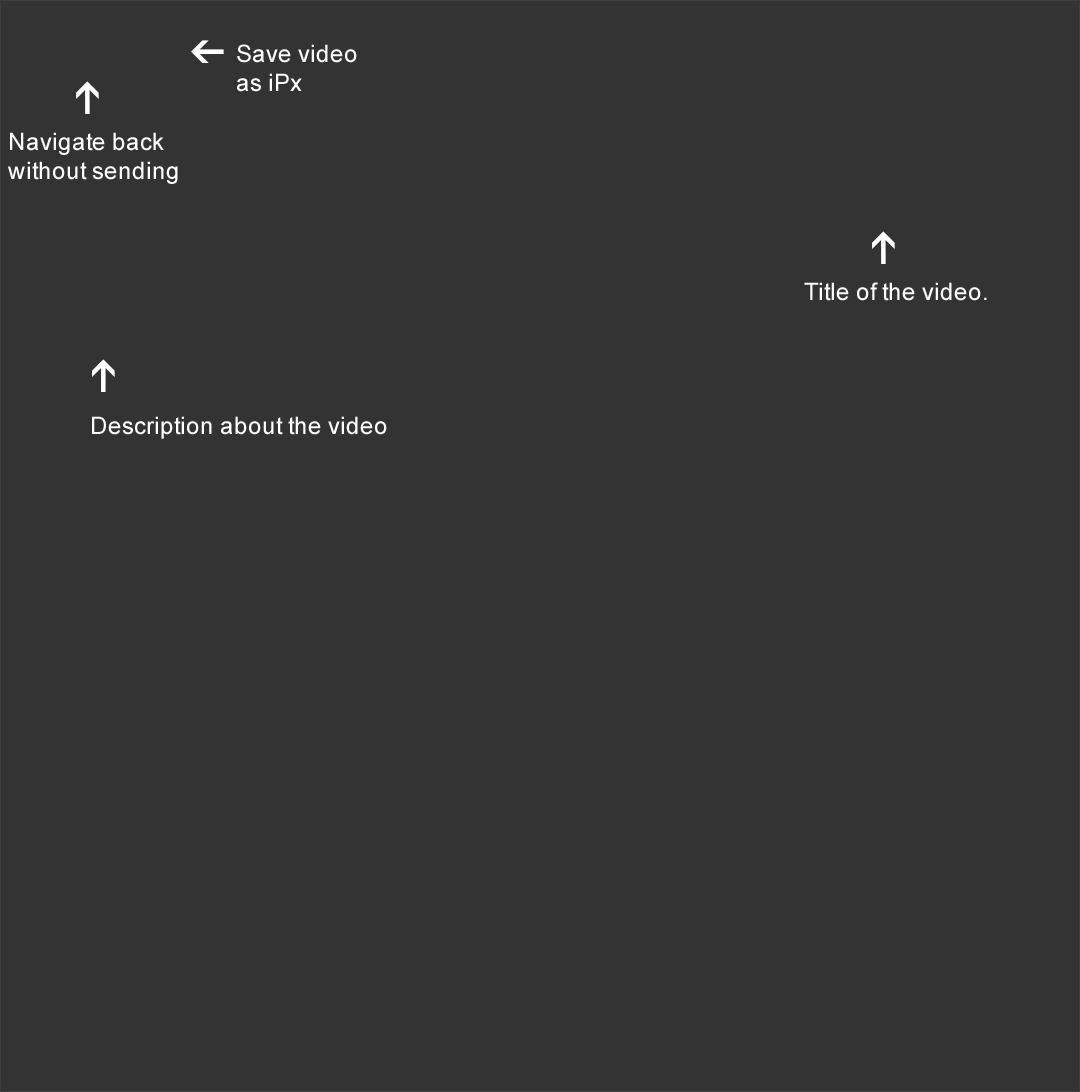 Save video
as iPx
Navigate back
without sending
Title of the video.
Description about the video